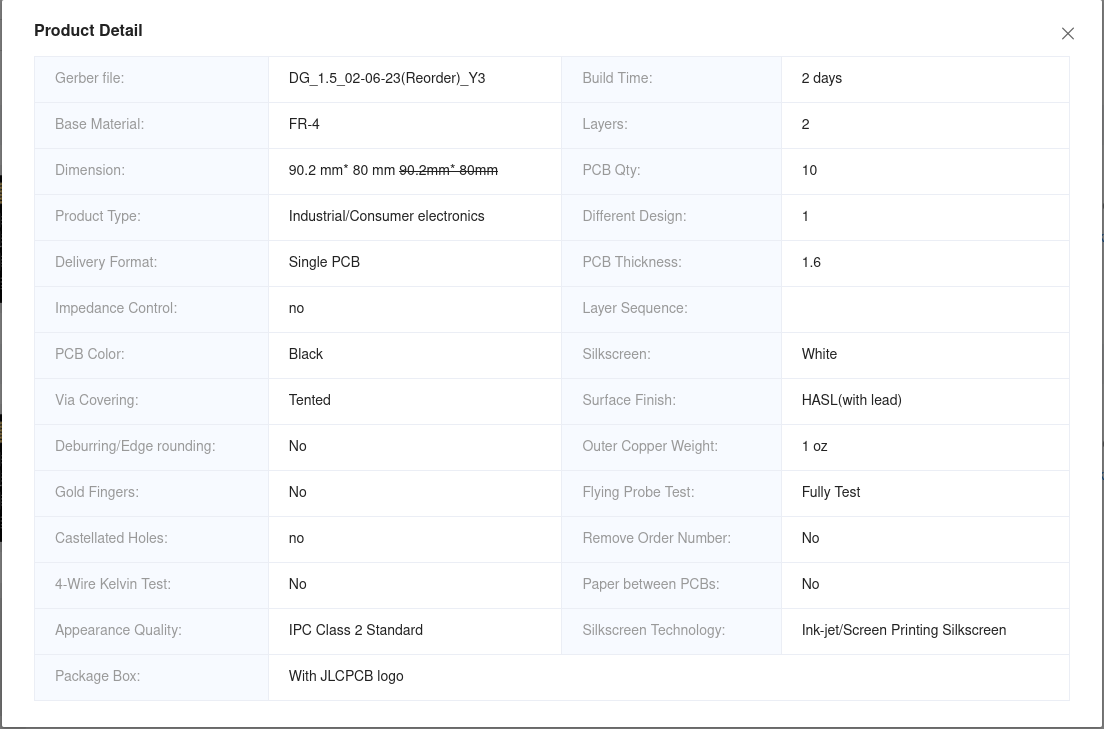 Product Detail
Gerber file: DG_1.5_02-06-23(Reorder)_Y3 Build Time: 2 days
Base Material: FR-4 Layers: 2
Dimension: 90.2 mm* 80 mm 90.2mm* 80mm PCB Qty: 10
Product Type: Industrial/Consumer electronics Different Design: 1
Delivery Format: Single PCB PCB Thickness: 1.6
Impedance Control: no Layer Sequence:
PCB Color: Black Silkscreen: White
Via Covering: Tented Surface Finish: HASL(with lead)
Deburring/Edge rounding: No Outer Copper Weight: 1 oz
Gold Fingers: No Flying Probe Test: Fully Test
Castellated Holes: no Remove Order Number: No
4-Wire Kelvin Test: No Paper between PCBs: No
Appearance Quality: IPC Class 2 Standard Silkscreen Technology: Ink-jet/Screen Printing Silkscreen
Package Box: With JLCPCB logo